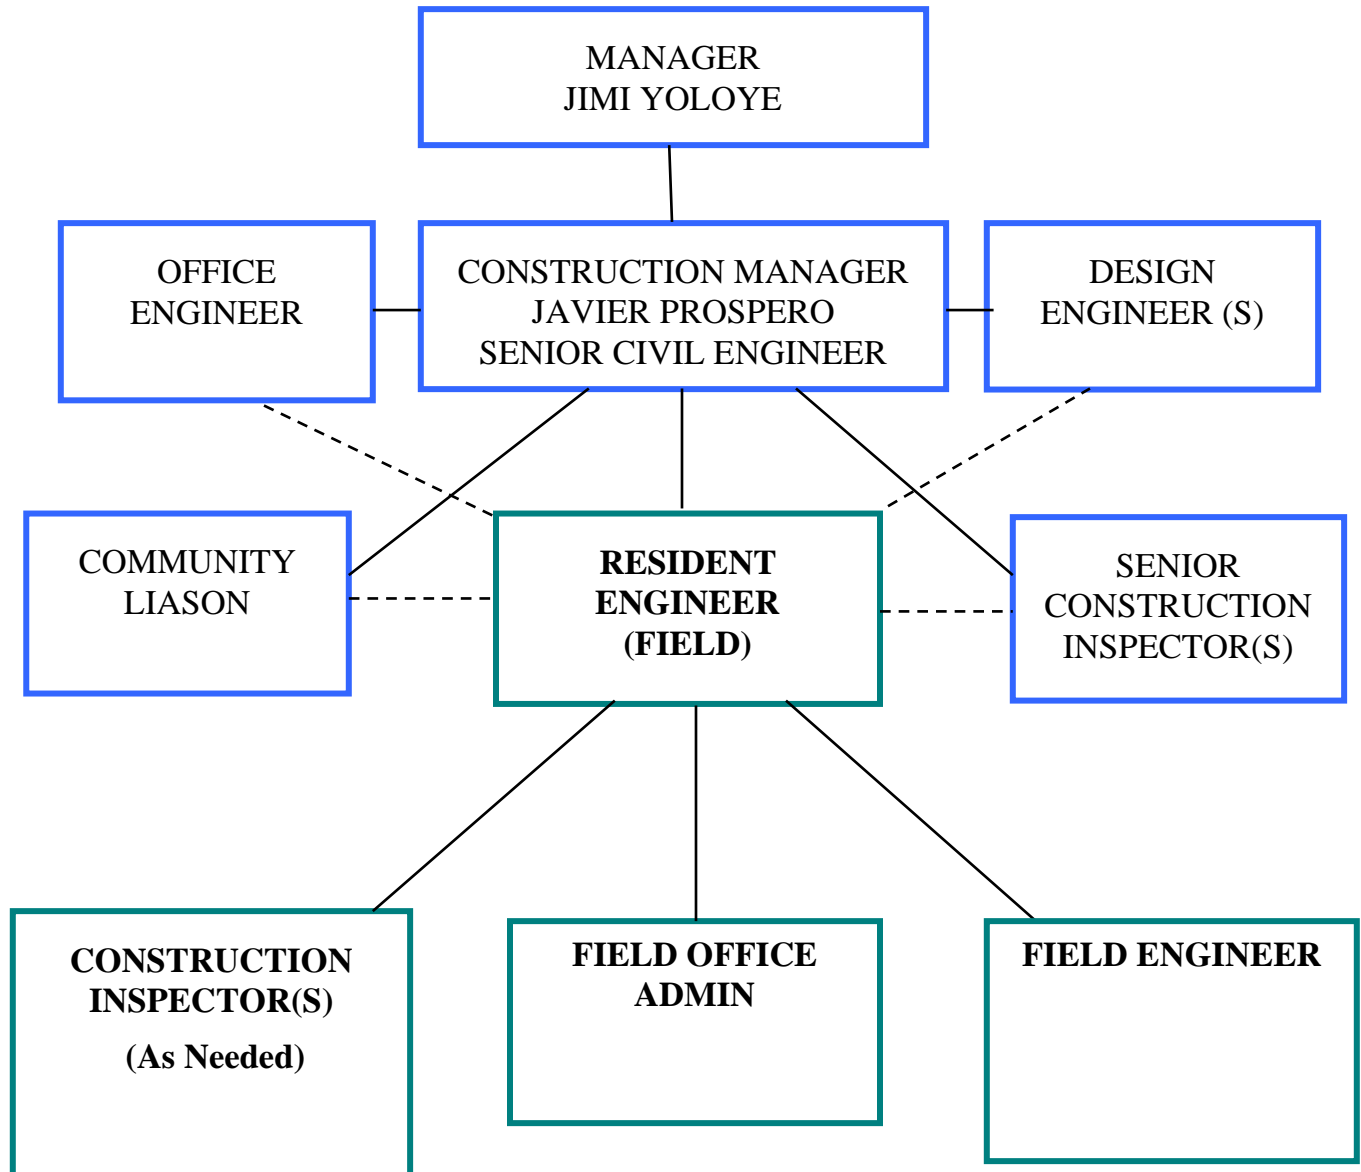 MANAGER
JIMI YOLOYE
OFFICE
ENGINEER
CONSTRUCTION MANAGER
JAVIER PROSPERO
SENIOR CIVIL ENGINEER
DESIGN
ENGINEER (S)
COMMUNITY
LIASON
RESIDENT
ENGINEER
(FIELD)
SENIOR
CONSTRUCTION
INSPECTOR(S)
CONSTRUCTION
INSPECTOR(S)
(As Needed)
FIELD OFFICE
ADMIN
FIELD ENGINEER